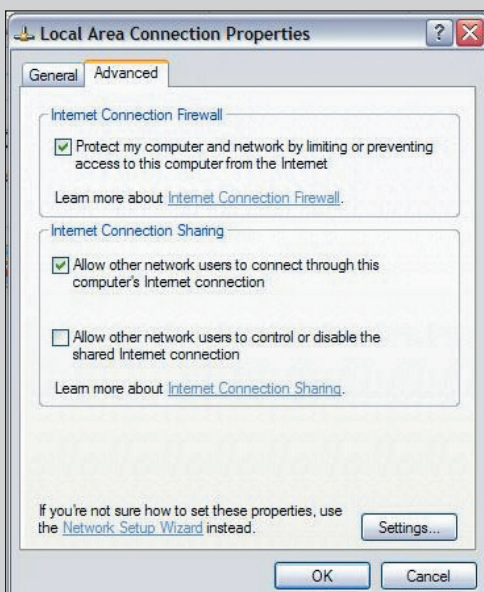 Local Area Connection Properties
General
Advanced
Internet Connection Firewall
Protect my computer and network by limiting or preventing
access to this computer from the Internet
Learn more about Internet Connection Firewall.
Internet Connection Sharing
Allow other network users to connect through this
computer's Internet connection
Allow other network users to control or disable the
shared Internet connection
Learn more about Internet Connection Sharing.
If you're not sure how to set these properties, use
the Network Setup Wizard instead.
Settings...
OK
Cancel